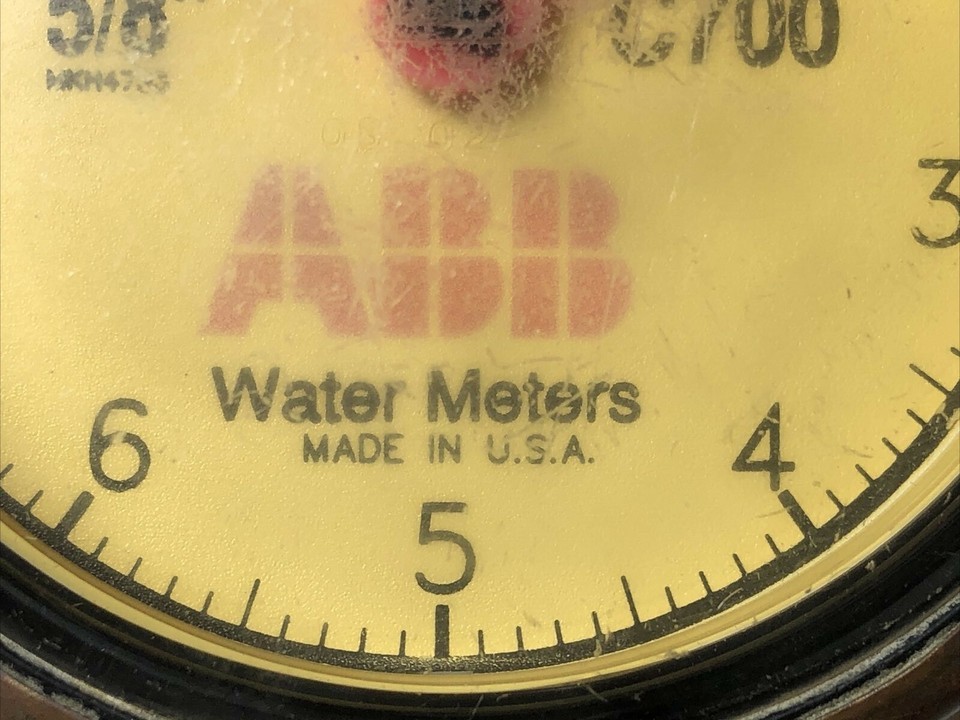 5/8"
C700
ABB
3
Water Meters
MADE IN U.S.A.
6
4
5